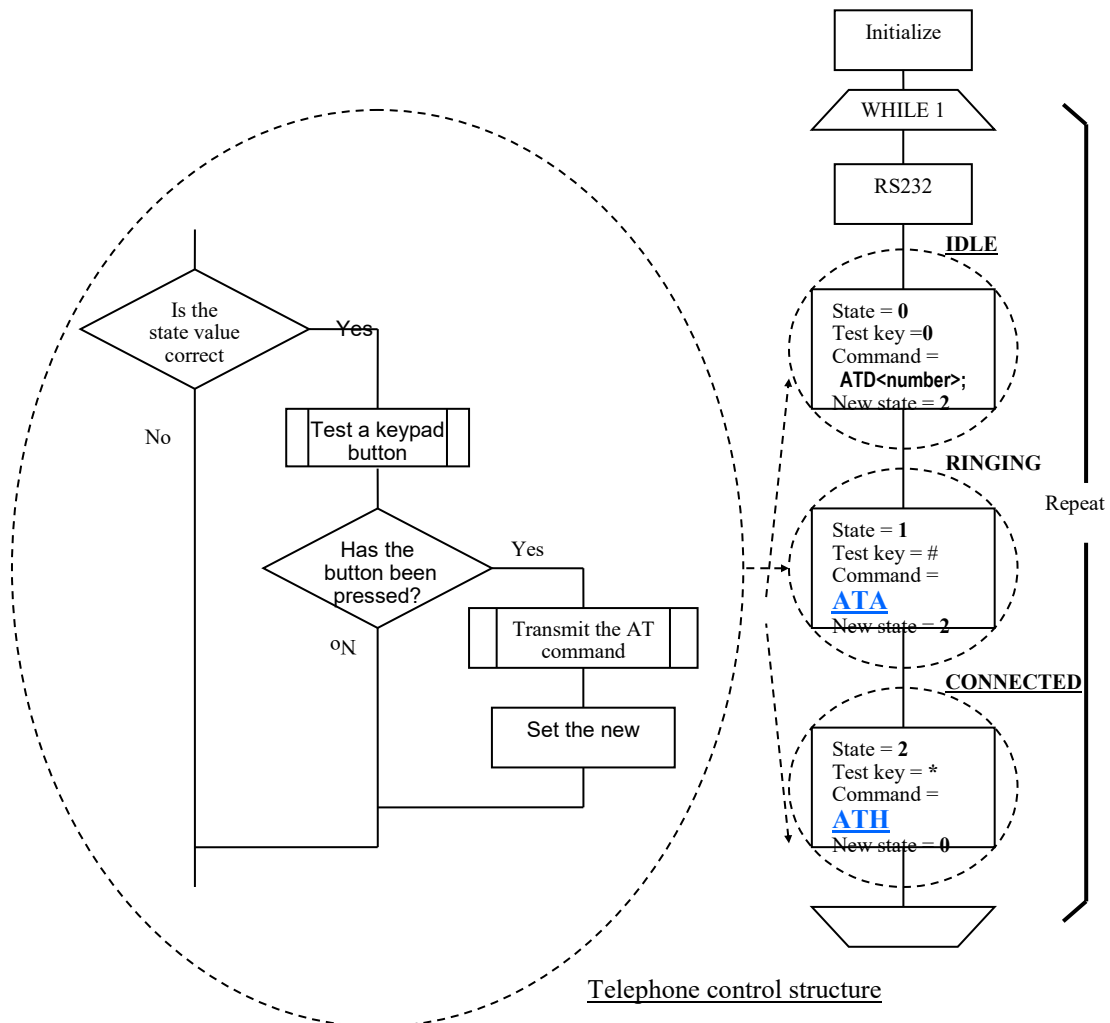 Initialize
WHILE 1
RS232
IDLE
State = 0
Test key =0
Command =
ATD<number>;
New state = 2
RINGING
State = 1
Test key = #
Command =
ATA
New state = 2
CONNECTED
State = 2
Test key = *
Command =
ATH
New state = 0
Repeat
Is the
state value
correct
Yes
No
Test a keypad
button
Has the
button been
pressed?
Yes
No
Transmit the AT
command
Set the new
Telephone control structure